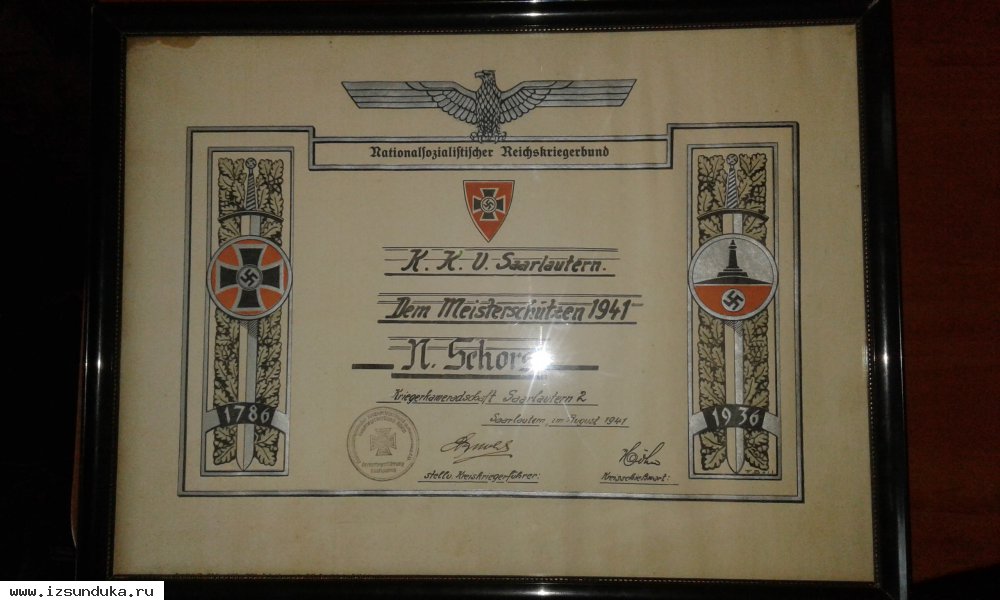 Nationalsozialistischer Reichskriegerbund
K. K. V. Saarlautern.
Dem Meisterschützen 1941
N.
Kriegerkameradschaft Saarlautern 2
Saarlautern, im August 1941
1786
1936
stellv. Kreiskriegerführer:
Kreisschießwart:
www.izsunduka.ru